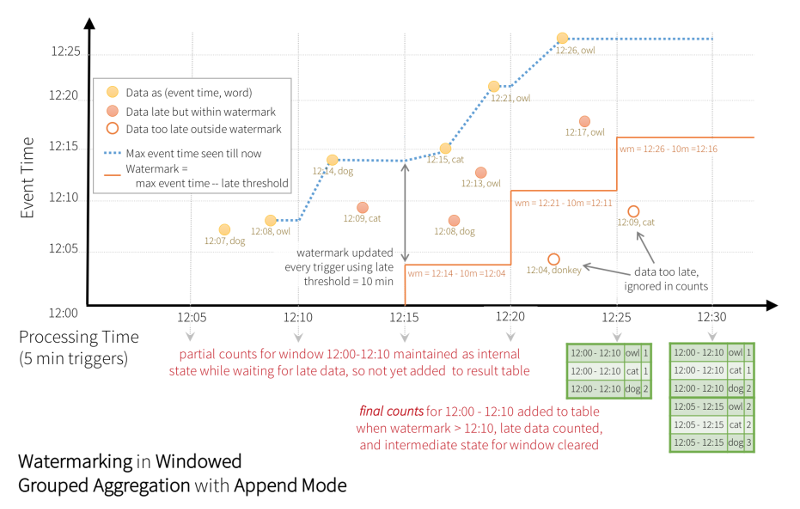 12:25
12:20
12:15
12:10
12:05
12:00
Event Time
Data as (event time, word)
Data late but within watermark
Data too late outside watermark
Max event time seen till now
Watermark =
max event time -- late threshold
12:07, dog
12:08, owl
12:14, dog
12:09, cat
12:15, cat
12:13, owl
12:08, dog
12:21, owl
12:26, owl
12:17, owl
12:04, donkey
12:09, cat
watermark updated
every trigger using late
threshold = 10 min
wm = 12:14 - 10m =12:04
wm = 12:21 - 10m =12:11
wm = 12:26 - 10m =12:16
data too late,
ignored in counts
12:05
12:10
12:15
12:20
12:25
12:30
Processing Time
(5 min triggers)
partial counts for window 12:00-12:10 maintained as internal
state while waiting for late data, so not yet added to result table
final counts for 12:00 - 12:10 added to table
when watermark > 12:10, late data counted,
and intermediate state for window cleared
12:00 - 12:10 owl 1
12:00 - 12:10 cat 1
12:00 - 12:10 dog 2
12:00 - 12:10 owl 1
12:00 - 12:10 cat 1
12:00 - 12:10 dog 2
12:05 - 12:15 owl 2
12:05 - 12:15 cat 2
12:05 - 12:15 dog 3
Watermarking in Windowed
Grouped Aggregation with Append Mode